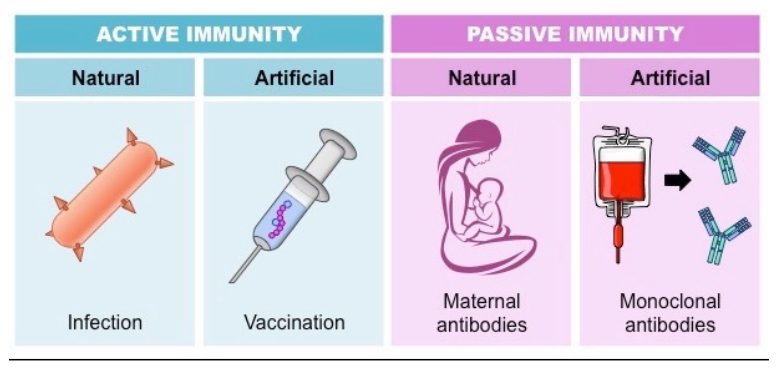 ACTIVE IMMUNITY PASSIVE IMMUNITY
Natural Artificial Natural Artificial
Infection Vaccination Maternal antibodies Monoclonal antibodies